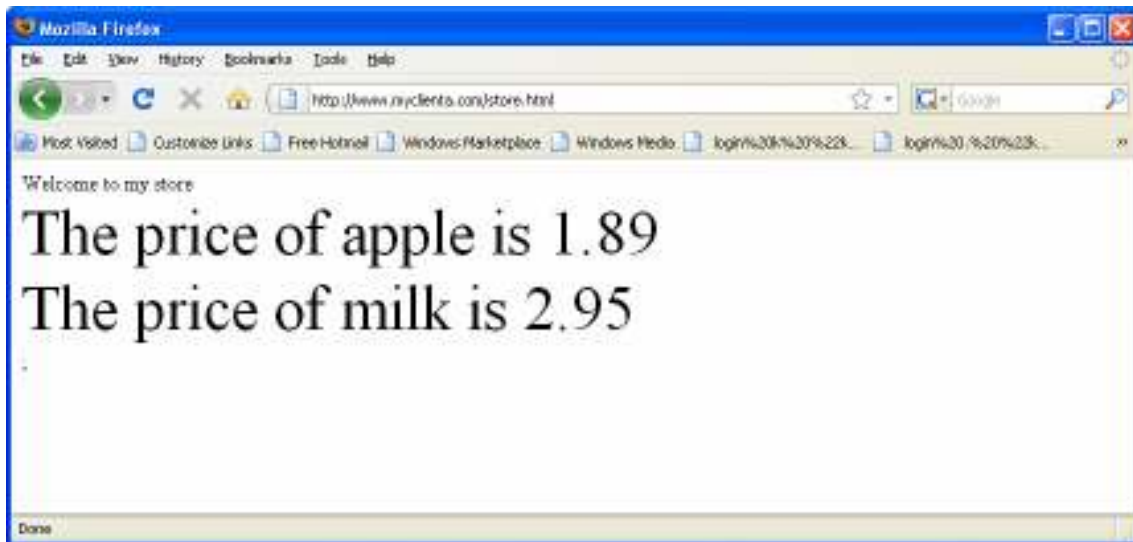 Mozilla Firefox
File Edit View History Bookmarks Tools Help
http://www.myclienta.com/store.html Google
Most Visited Customize Links Free Hotmail Windows Marketplace Windows Media
Welcome to my store
The price of apple is 1.89
The price of milk is 2.95
.
Done